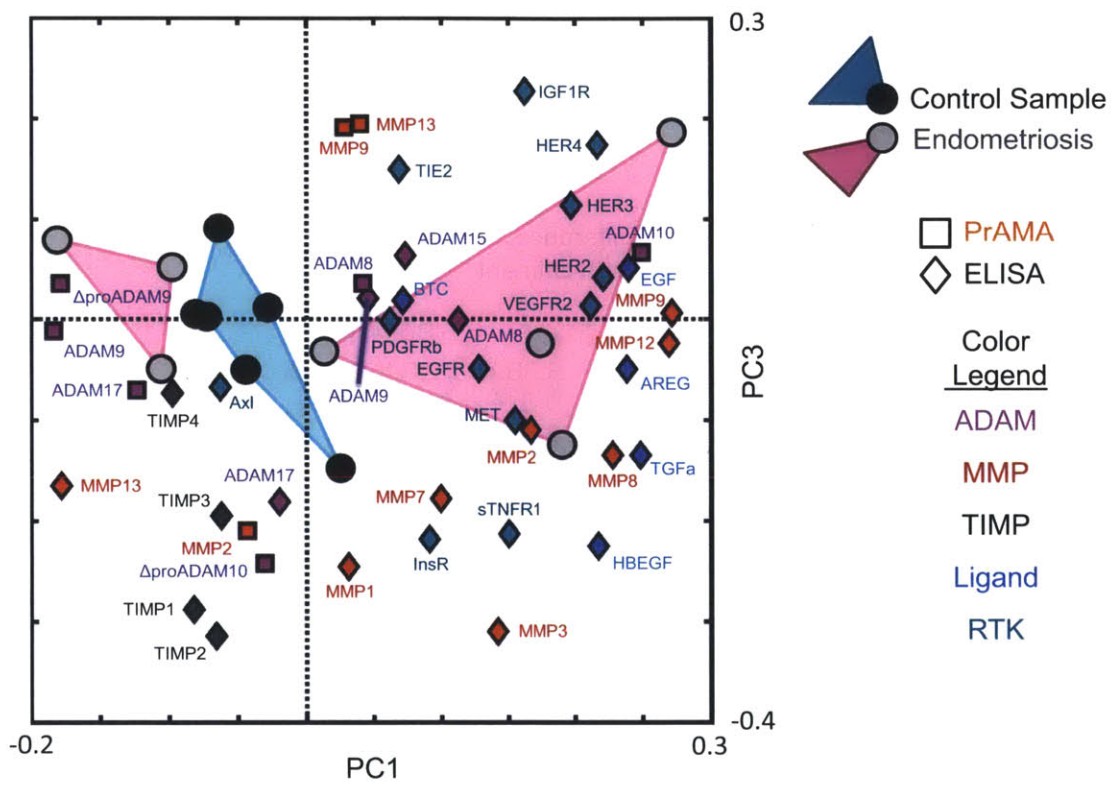 0.3
IGF1R
Control Sample
MMP13
MMP9
HER4
Endometriosis
TIE2
HER3
PrAMA
ADAM15
ADAM10
ELISA
ADAM8
HER2
EGF
ΔproADAM9
BTC
VEGFR2
MMP9
ADAM9
PDGFRb
ADAM8
MMP12
Color
Legend
PC3
ADAM17
EGFR
AREG
TIMP4
Axl
ADAM9
MET
ADAM
MMP2
MMP8
TGFa
MMP
MMP13
ADAM17
MMP7
TIMP3
sTNFR1
TIMP
MMP2
ΔproADAM10
InsR
HBEGF
Ligand
MMP1
TIMP1
MMP3
RTK
TIMP2
-0.4
-0.2
0.3
PC1